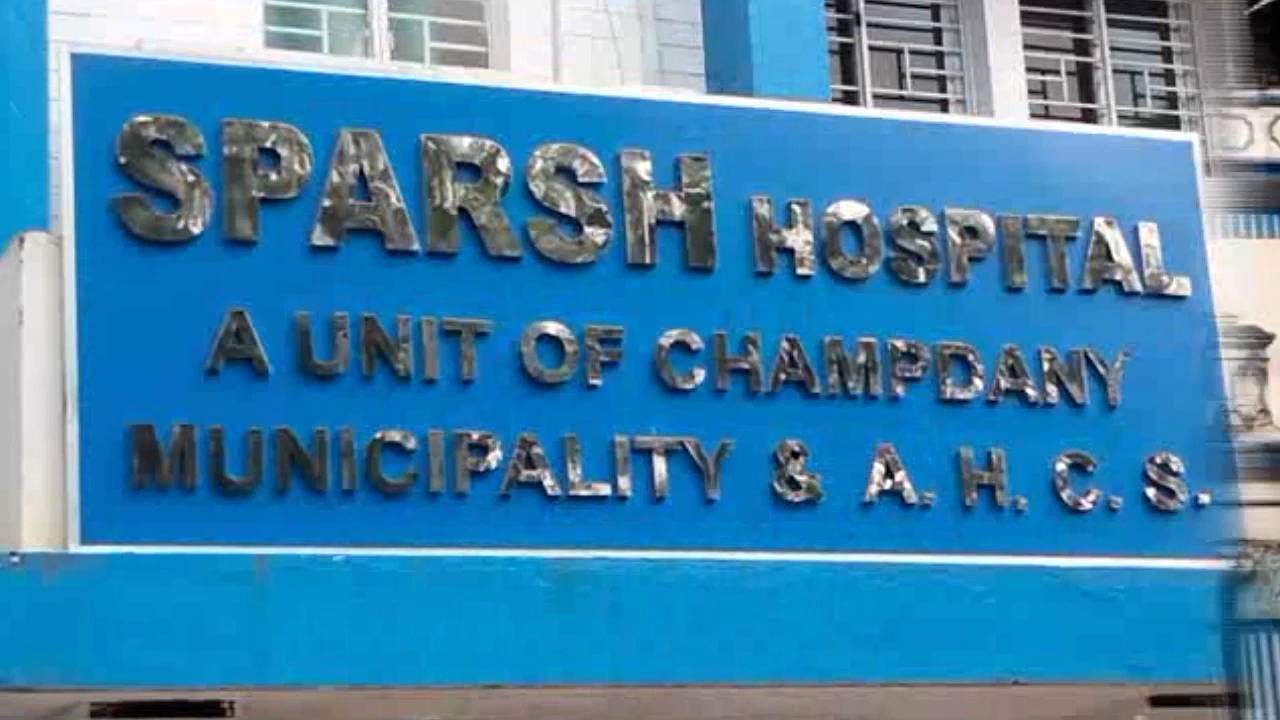 SPARSH HOSPITAL
A UNIT OF CHAMPDANY
MUNICIPALITY & A. H. C. S.